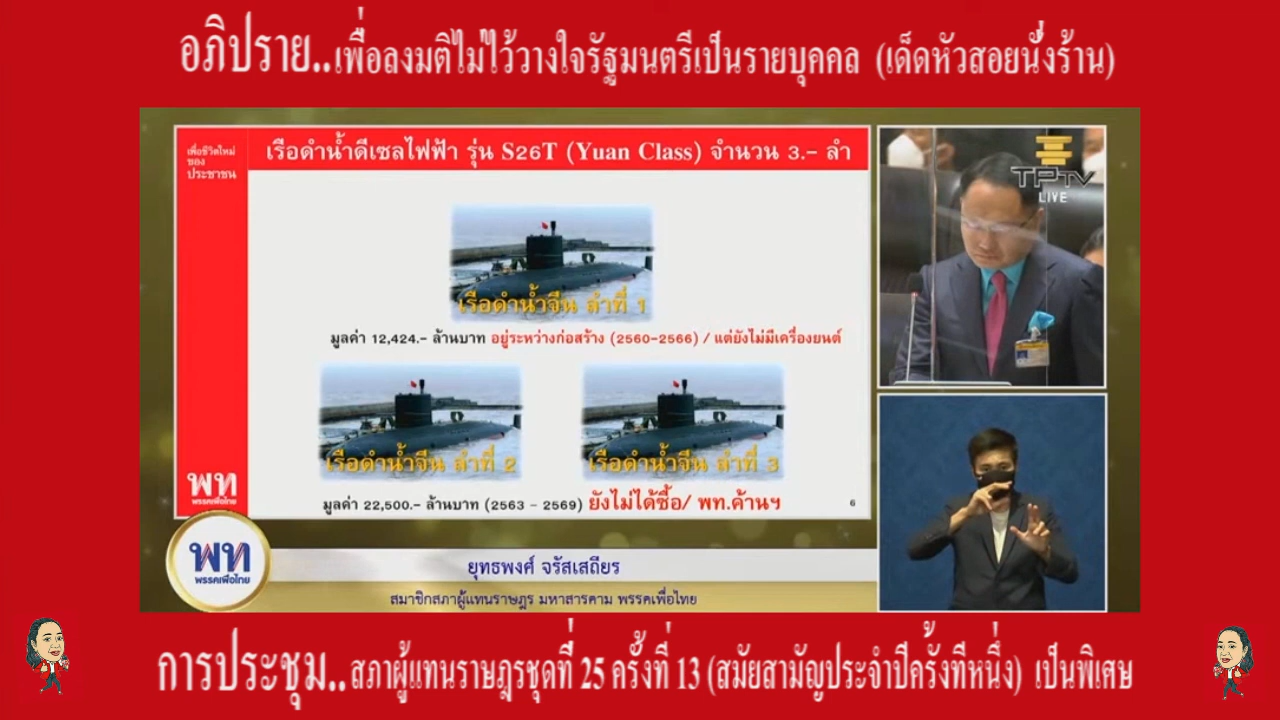 อภิปราย..เพื่อลงมติไม่ไว้วางใจรัฐมนตรีเป็นรายบุคคล (เด็ดหัวสอยนั่งร้าน)
เพื่อชีวิตใหม่
ของ
ประชาชน
เรือดำน้ำดีเซลไฟฟ้า รุ่น S26T (Yuan Class) จำนวน 3.- ลำ
TPTV
LIVE
เรือดำน้ำจีน ลำที่ 1
มูลค่า 12,424.- ล้านบาท อยู่ระหว่างก่อสร้าง (2560-2566) / แต่ยังไม่มีเครื่องยนต์
เรือดำน้ำจีน ลำที่ 2
เรือดำน้ำจีน ลำที่ 3
มูลค่า 22,500.- ล้านบาท (2563 - 2569) ยังไม่ได้ซื้อ/ พท.ค้านฯ
6
พท
พรรคเพื่อไทย
พท
พรรคเพื่อไทย
ยุทธพงศ์ จรัสเสถียร
สมาชิกสภาผู้แทนราษฎร มหาสารคาม พรรคเพื่อไทย
การประชุม..สภาผู้แทนราษฎรชุดที่ 25 ครั้งที่ 13 (สมัยสามัญประจำปีครั้งทีหนึ่ง) เป็นพิเศษ